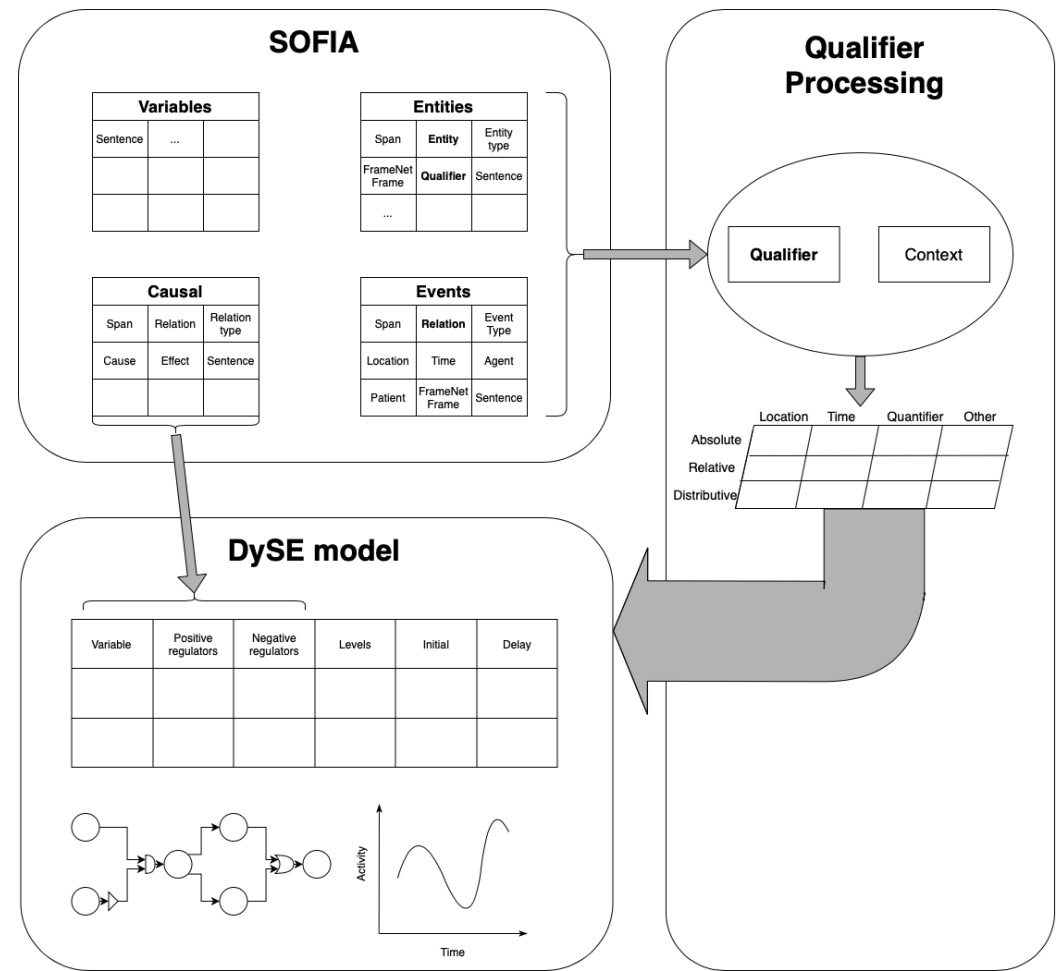 SOFIA
Variables
Sentence ...
Entities
Span Entity Entity
type
FrameNet
Frame Qualifier Sentence
...
Causal
Span Relation Relation
type
Cause Effect Sentence
Events
Span Relation Event
Type
Location Time Agent
Patient FrameNet
Frame Sentence
Qualifier
Processing
Qualifier Context
Location Time Quantifier Other
Absolute
Relative
Distributive
DySE model
Variable Positive
regulators Negative
regulators Levels Initial Delay
Activity
Time